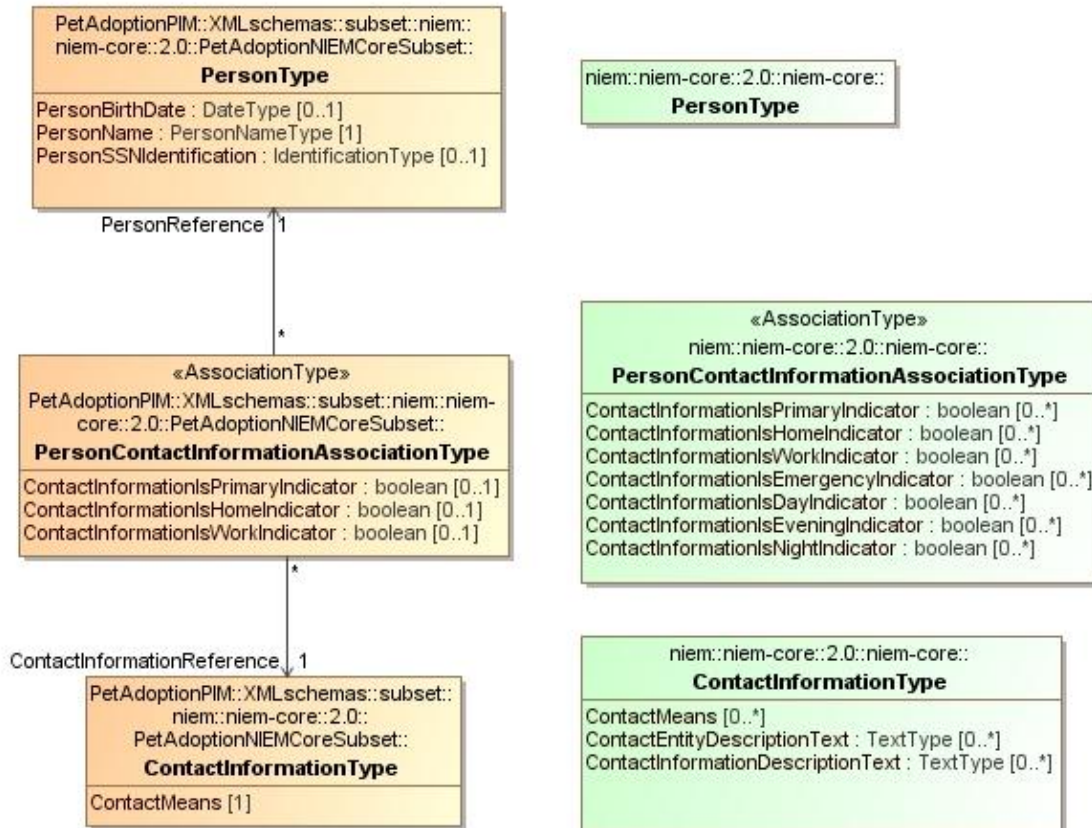 PetAdoptionPIM::XMLschemas::subset::niem::
niem-core::2.0::PetAdoptionNIEMCoreSubset::
PersonType
PersonBirthDate : DateType [0..1]
PersonName : PersonNameType [1]
PersonSSNIdentification : IdentificationType [0..1]
niem::niem-core::2.0::niem-core::
PersonType
PersonReference 1
*
«AssociationType»
PetAdoptionPIM::XMLschemas::subset::niem::niem-
core::2.0::PetAdoptionNIEMCoreSubset::
PersonContactInformationAssociationType
ContactInformationIsPrimaryIndicator : boolean [0..1]
ContactInformationIsHomeIndicator : boolean [0..1]
ContactInformationIsWorkIndicator : boolean [0..1]
«AssociationType»
niem::niem-core::2.0::niem-core::
PersonContactInformationAssociationType
ContactInformationIsPrimaryIndicator : boolean [0..*]
ContactInformationIsHomeIndicator : boolean [0..*]
ContactInformationIsWorkIndicator : boolean [0..*]
ContactInformationIsEmergencyIndicator : boolean [0..*]
ContactInformationIsDayIndicator : boolean [0..*]
ContactInformationIsEveningIndicator : boolean [0..*]
ContactInformationIsNightIndicator : boolean [0..*]
*
ContactInformationReference 1
PetAdoptionPIM::XMLschemas::subset::
niem::niem-core::2.0::
PetAdoptionNIEMCoreSubset::
ContactInformationType
ContactMeans [1]
niem::niem-core::2.0::niem-core::
ContactInformationType
ContactMeans [0..*]
ContactEntityDescriptionText : TextType [0..*]
ContactInformationDescriptionText : TextType [0..*]